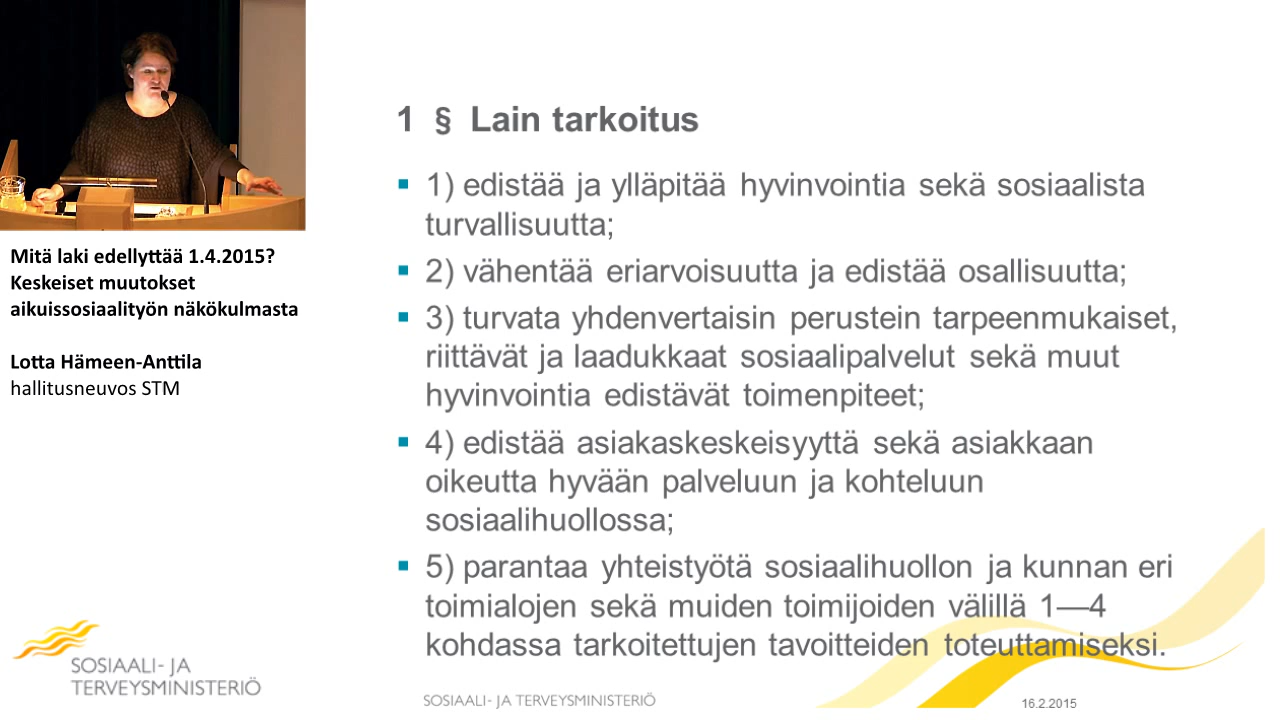 Mitä laki edellyttää 1.4.2015?
Keskeiset muutokset
aikuissosiaalityön näkökulmasta
Lotta Hämeen-Anttila
hallitusneuvos STM
1 § Lain tarkoitus
1) edistää ja ylläpitää hyvinvointia sekä sosiaalista
turvallisuutta;
2) vähentää eriarvoisuutta ja edistää osallisuutta;
3) turvata yhdenvertaisin perustein tarpeenmukaiset,
riittävät ja laadukkaat sosiaalipalvelut sekä muut
hyvinvointia edistävät toimenpiteet;
4) edistää asiakaskeskeisyyttä sekä asiakkaan
oikeutta hyvään palveluun ja kohteluun
sosiaalihuollossa;
5) parantaa yhteistyötä sosiaalihuollon ja kunnan eri
toimialojen sekä muiden toimijoiden välillä 1—4
kohdassa tarkoitettujen tavoitteiden toteuttamiseksi.
SOSIAALI- JA
TERVEYSMINISTERIÖ
SOSIAALI- JA TERVEYSMINISTERIÖ
16.2.2015